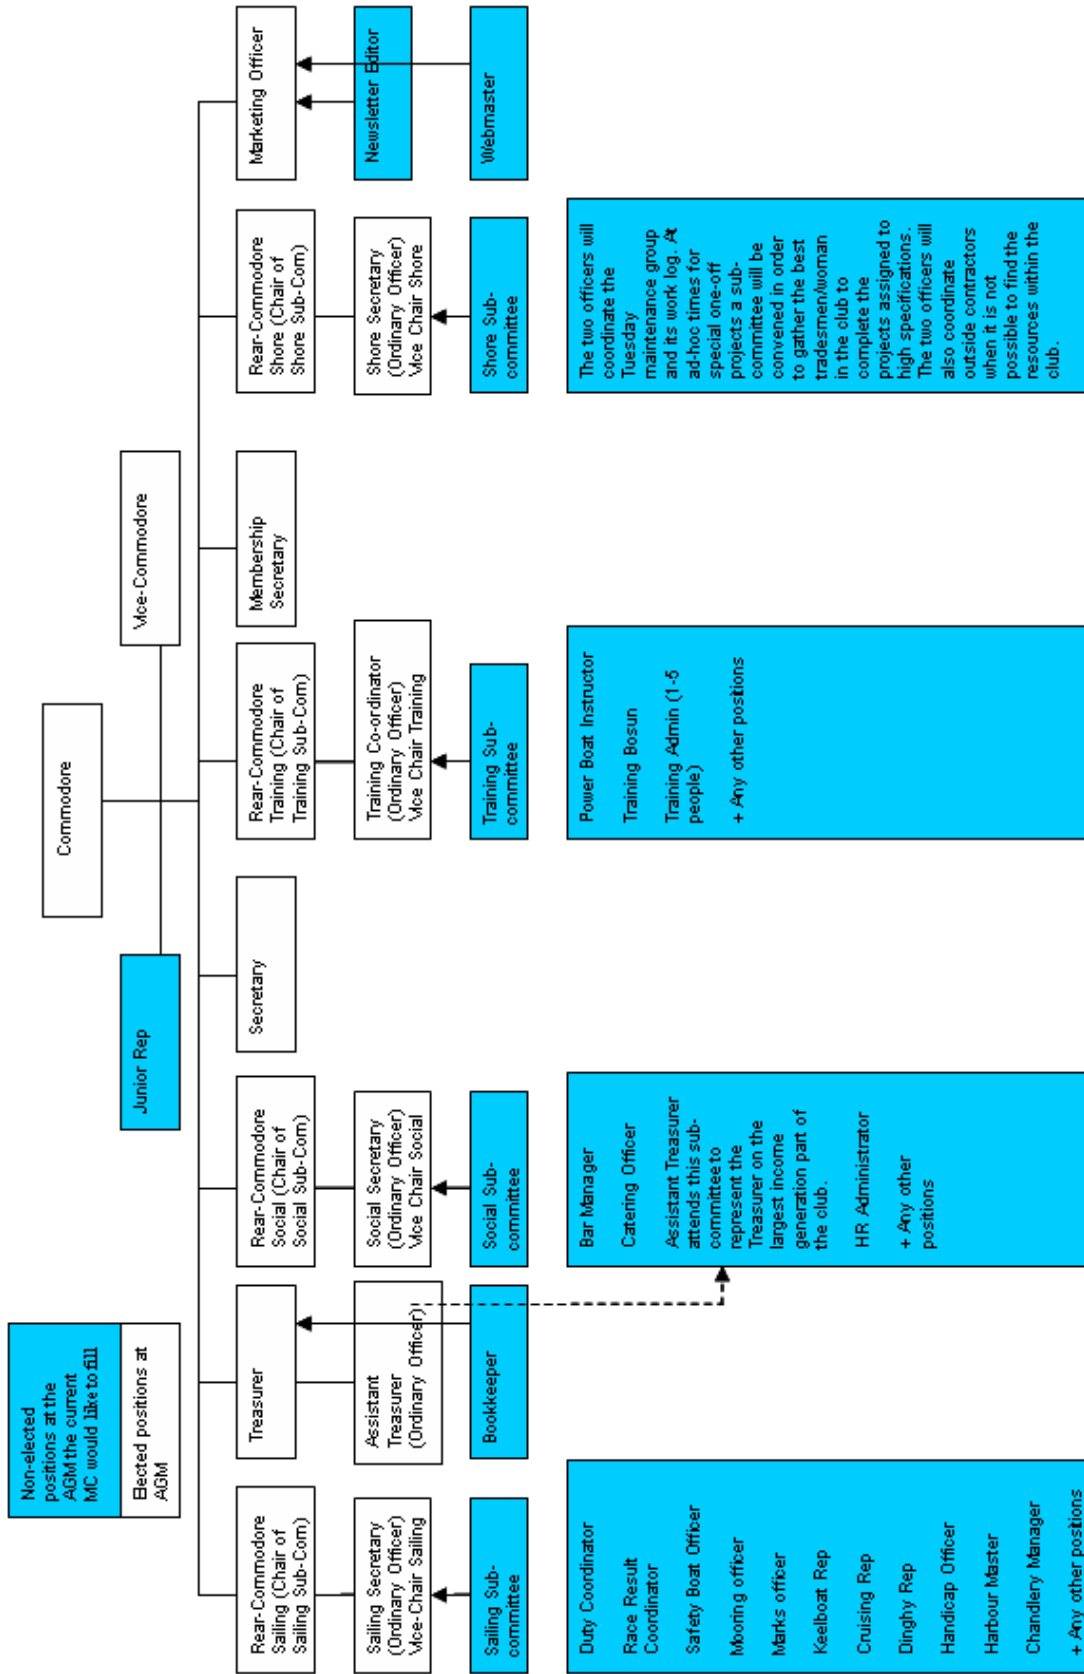 Commodore
Junior Rep
Vice-Commodore
Non-elected
positions at the
AGM the current
MC would like to fill
Elected positions at
AGM
Rear-Commodore
Sailing (Chair of
Sailing Sub-Com)
Treasurer
Rear-Commodore
Social (Chair of
Social Sub-Com)
Secretary
Rear-Commodore
Training (Chair of
Training Sub-Com)
Membership
Secretary
Rear-Commodore
Shore (Chair of
Shore Sub-Com)
Marketing Officer
Sailing Secretary
(Ordinary Officer)
Vice-Chair Sailing
Assistant
Treasurer
(Ordinary Officer)
Social Secretary
(Ordinary Officer)
Vice Chair Social
Training Co-ordinator
(Ordinary Officer)
Vice Chair Training
Shore Secretary
(Ordinary Officer)
Vice Chair Shore
Newsletter Editor
Sailing Sub-
committee
Bookkeeper
Social Sub-
committee
Training Sub-
committee
Shore Sub-
committee
Webmaster
Duty Coordinator
Race Result
Coordinator
Safety Boat Officer
Mooring officer
Marks officer
Keelboat Rep
Cruising Rep
Dinghy Rep
Handicap Officer
Harbour Master
Chandlery Manager
+ Any other positions
Bar Manager
Catering Officer
Assistant Treasurer
attends this sub-
committee to
represent the
Treasurer on the
largest income
generation part of
the club.
HR Administrator
+ Any other
positions
Power Boat Instructor
Training Bosun
Training Admin (1-5
people)
+ Any other positions
The two officers will
coordinate the
Tuesday
maintenance group
and its work log. At
ad-hoc times for
special one-off
projects a sub-
committee will be
convened in order
to gather the best
tradesmen/woman
in the club to
complete the
projects assigned to
high specifications.
The two officers will
also coordinate
outside contractors
when it is not
possible to find the
resources within the
club.